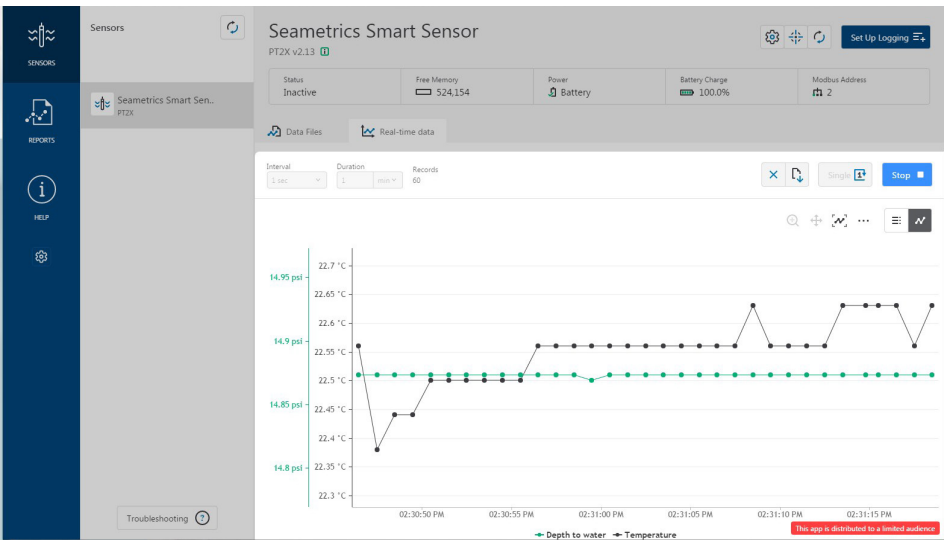 Sensors
Seametrics Smart Sensor
SENSORS
PT2X v2.13
Set Up Logging
Status
Inactive
Free Memory
524,154
Power
Battery
Battery Charge
100.0%
Modbus Address
2
Seametrics Smart Sen..
PT2X
REPORTS
Data Files
Real-time data
Interval
1 sec
Duration
1 min
Records
60
Single
1
Stop
HELP
14.95 psi
14.9 psi
14.85 psi
14.8 psi
22.7 °C
22.65 °C
22.6 °C
22.55 °C
22.5 °C
22.45 °C
22.4 °C
22.35 °C
22.3 °C
02:30:50 PM
02:30:55 PM
02:31:00 PM
02:31:05 PM
02:31:10 PM
02:31:15 PM
Depth to water
Temperature
Troubleshooting ?
This app is distributed to a limited audience